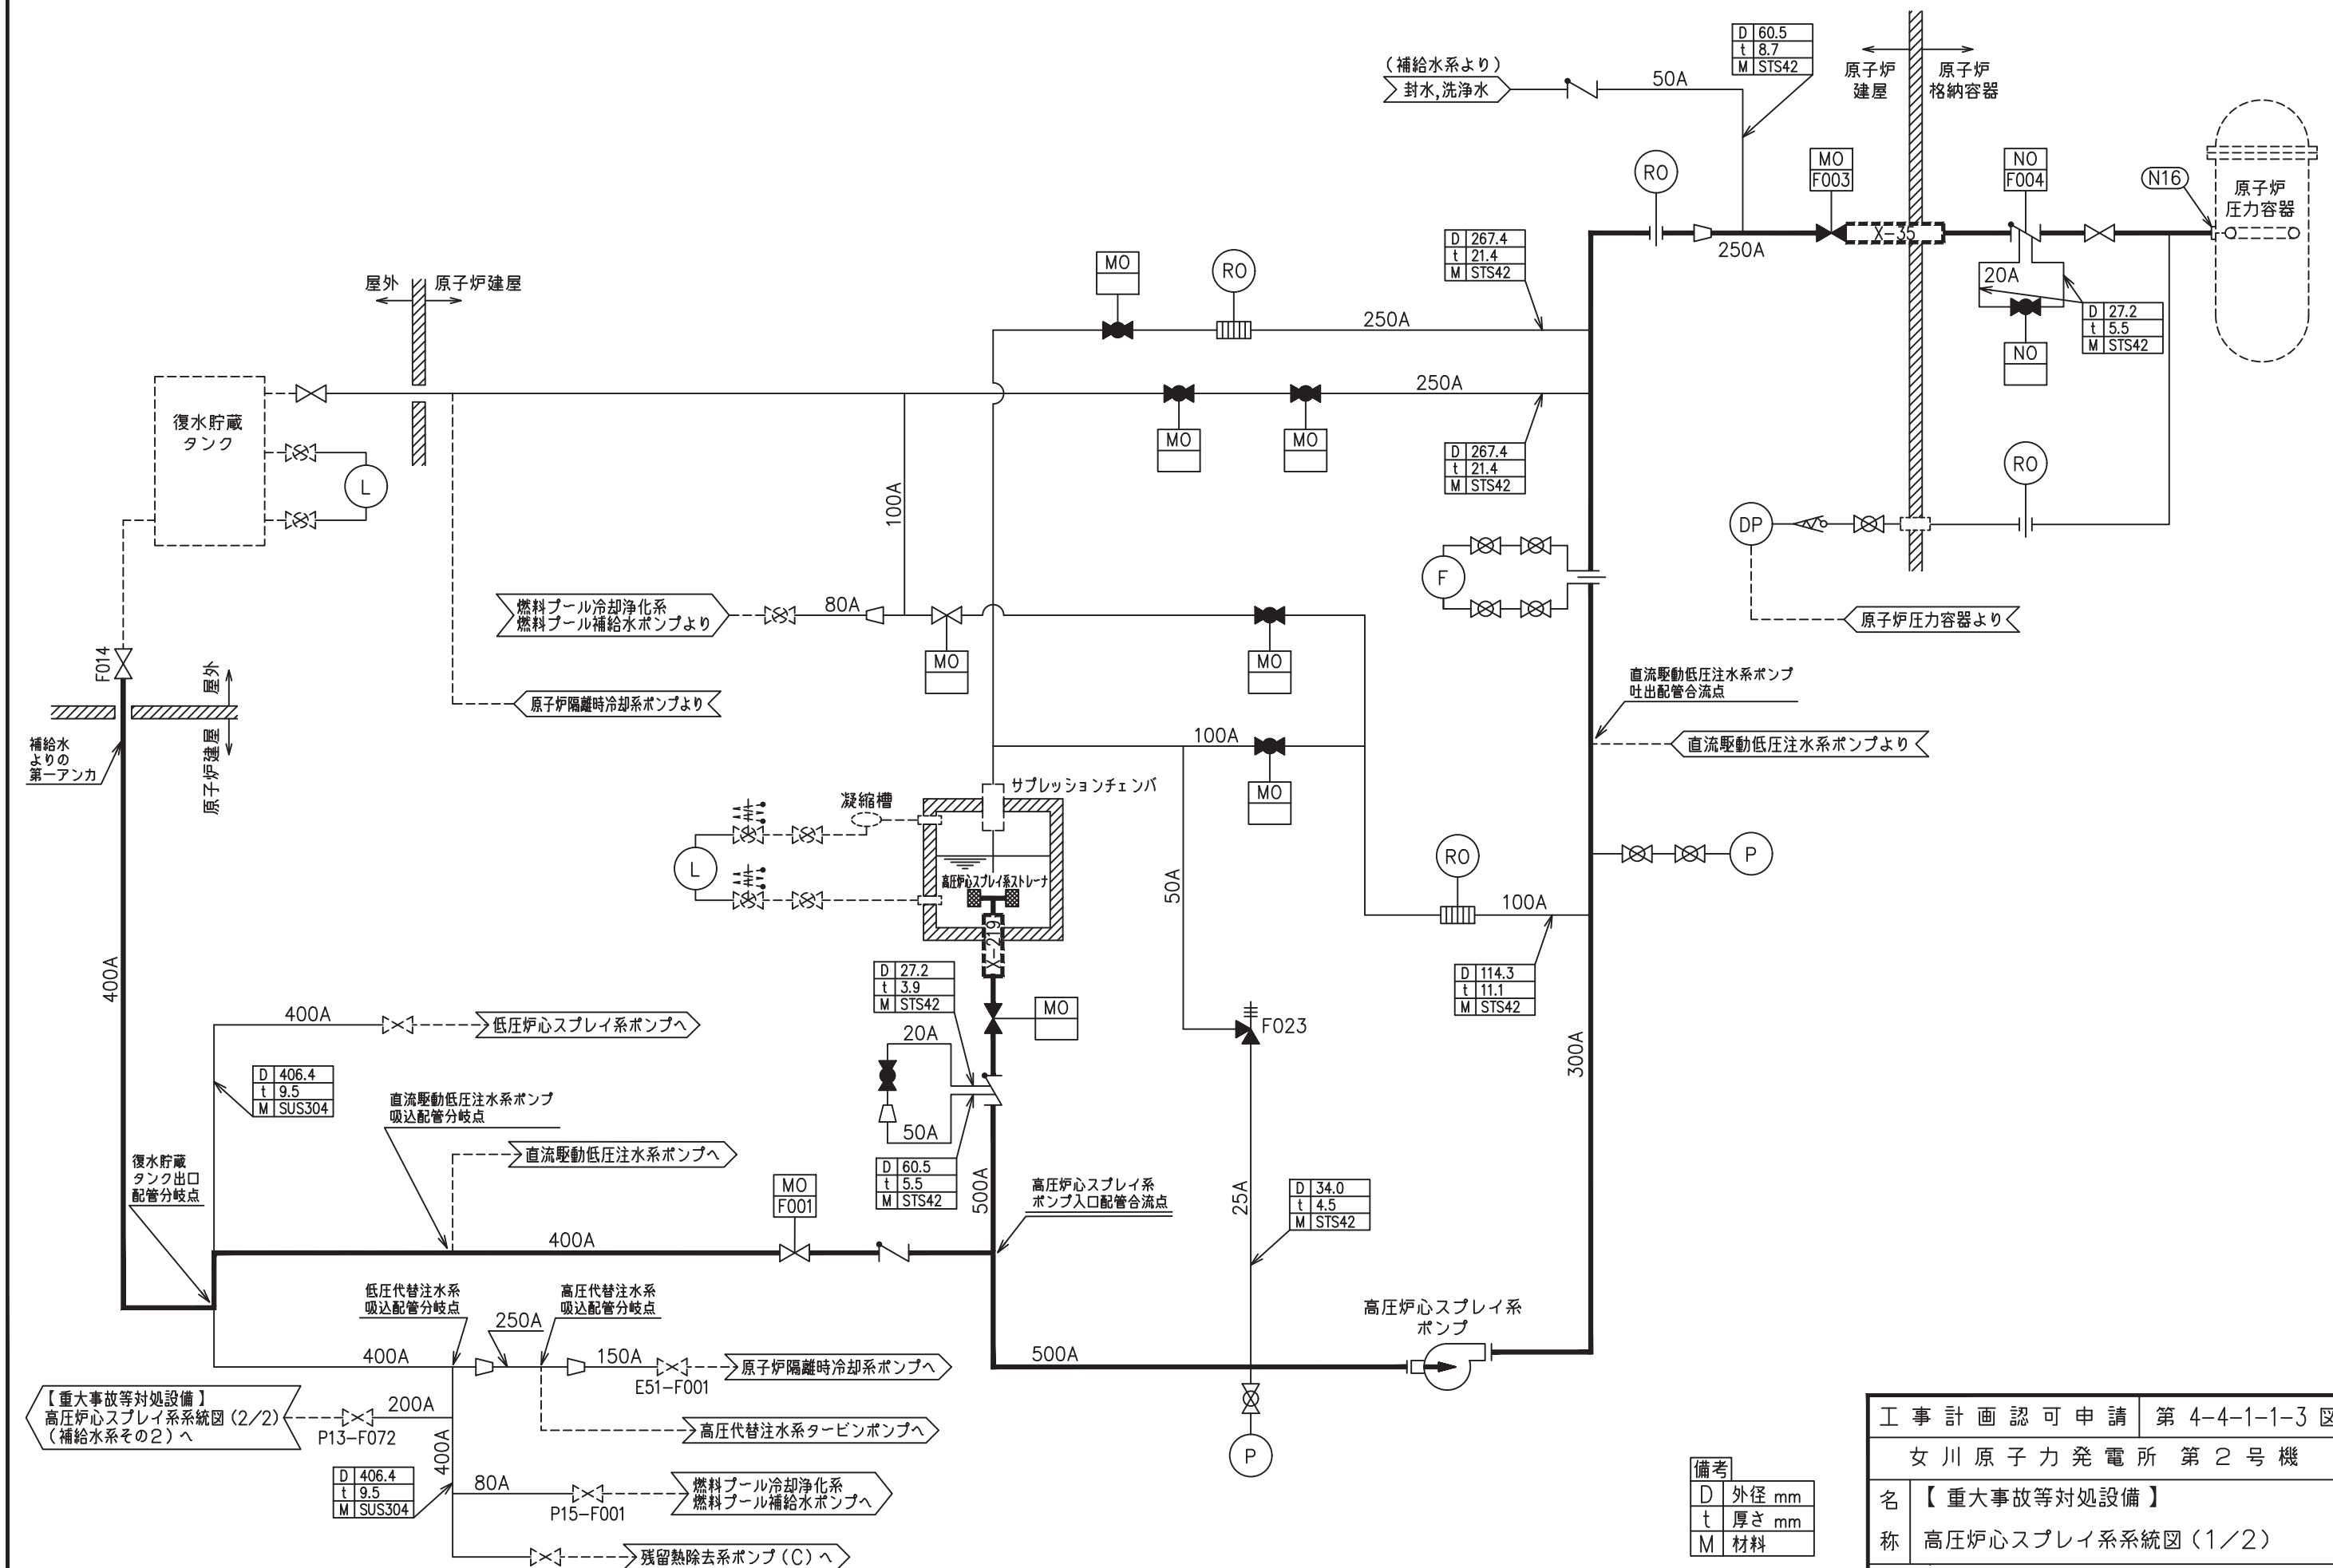 D 60.5
t 8.7
M STS42
(補給水系より)
封水,洗浄水
50A
原子炉
建屋
原子炉
格納容器
RO
MO
F003
NO
F004
N16
原子炉
圧力容器
X-35
250A
20A
D 27.2
t 5.5
M STS42
NO
D 267.4
t 21.4
M STS42
MO
RO
250A
屋外
原子炉建屋
復水貯蔵
タンク
L
250A
MO
MO
D 267.4
t 21.4
M STS42
100A
RO
DP
F
原子炉圧力容器より
燃料プール冷却浄化系
燃料プール補給水ポンプより
80A
MO
MO
F014
屋外
原子炉建屋
原子炉隔離時冷却系ポンプより
補給水
よりの
第一アンカ
直流駆動低圧注水系ポンプ
吐出配管合流点
直流駆動低圧注水系ポンプより
100A
MO
サプレッションチェンバ
凝縮槽
L
高圧炉心スプレイ系ストレーナ
X-219
50A
RO
100A
P
D 114.3
t 11.1
M STS42
400A
400A
低圧炉心スプレイ系ポンプへ
D 27.2
t 3.9
M STS42
MO
20A
F023
300A
D 406.4
t 9.5
M SUS304
直流駆動低圧注水系ポンプ
吸込配管分岐点
直流駆動低圧注水系ポンプへ
50A
D 60.5
t 5.5
M STS42
500A
復水貯蔵
タンク出口
配管分岐点
MO
F001
高圧炉心スプレイ系
ポンプ入口配管合流点
25A
D 34.0
t 4.5
M STS42
400A
低圧代替注水系
吸込配管分岐点
高圧代替注水系
吸込配管分岐点
250A
高圧炉心スプレイ系
ポンプ
400A
150A
E51-F001
原子炉隔離時冷却系ポンプへ
500A
【重大事故等対処設備】
高圧炉心スプレイ系系統図(2/2)
(補給水系その2)へ
200A
P13-F072
高圧代替注水系タービンポンプへ
P
400A
D 406.4
t 9.5
M SUS304
80A
P15-F001
燃料プール冷却浄化系
燃料プール補給水ポンプへ
残留熱除去系ポンプ(C)へ
備考
D 外径 mm
t 厚さ mm
M 材料
工事計画認可申請 第 4-4-1-1-3 図
女川原子力発電所 第2号機
名称
【重大事故等対処設備】
高圧炉心スプレイ系系統図(1/2)